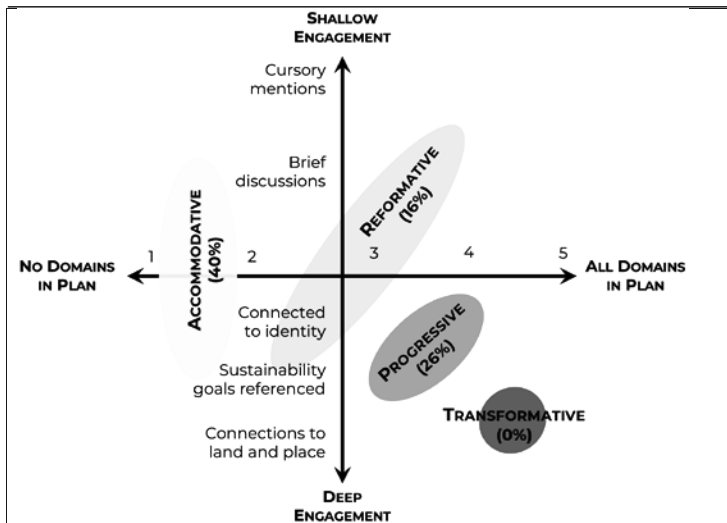 SHALLOW
ENGAGEMENT
Cursory
mentions
Brief
discussions
REFORMATIVE
(16%)
ACCOMMODATIVE
(40%)
1
2
3
4
5
NO DOMAINS
IN PLAN
ALL DOMAINS
IN PLAN
Connected
to identity
PROGRESSIVE
(26%)
Sustainability
goals referenced
TRANSFORMATIVE
(0%)
Connections to
land and place
DEEP
ENGAGEMENT